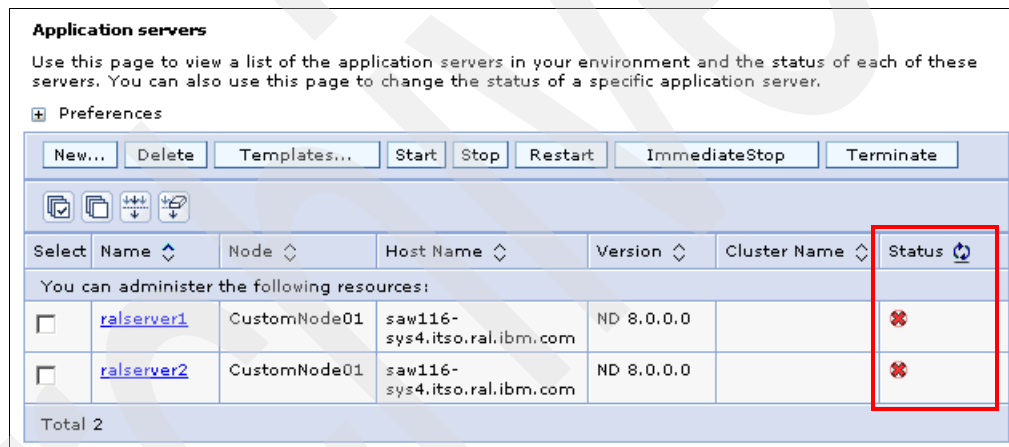 Application servers
Use this page to view a list of the application servers in your environment and the status of each of these
servers. You can also use this page to change the status of a specific application server.
Preferences
New... Delete Templates... Start Stop Restart ImmediateStop Terminate
Select Name Node Host Name Version Cluster Name Status
You can administer the following resources:
ralserver1 CustomNode01 saw116- ND 8.0.0.0
sys4.itso.ral.ibm.com
ralserver2 CustomNode01 saw116- ND 8.0.0.0
sys4.itso.ral.ibm.com
Total 2